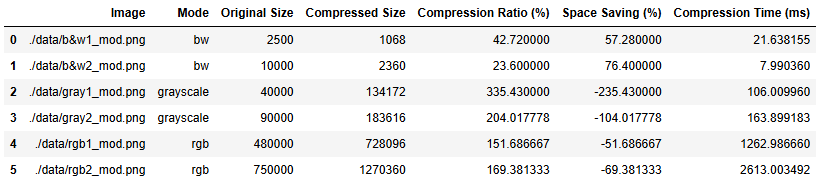 Image Mode Original Size Compressed Size Compression Ratio (%) Space Saving (%) Compression Time (ms)
0 ./data/b&w1_mod.png bw 2500 1068 42.720000 57.280000 21.638155
1 ./data/b&w2_mod.png bw 10000 2360 23.600000 76.400000 7.990360
2 ./data/gray1_mod.png grayscale 40000 134172 335.430000 -235.430000 106.009960
3 ./data/gray2_mod.png grayscale 90000 183616 204.017778 -104.017778 163.899183
4 ./data/rgb1_mod.png rgb 480000 728096 151.686667 -51.686667 1262.986660
5 ./data/rgb2_mod.png rgb 750000 1270360 169.381333 -69.381333 2613.003492